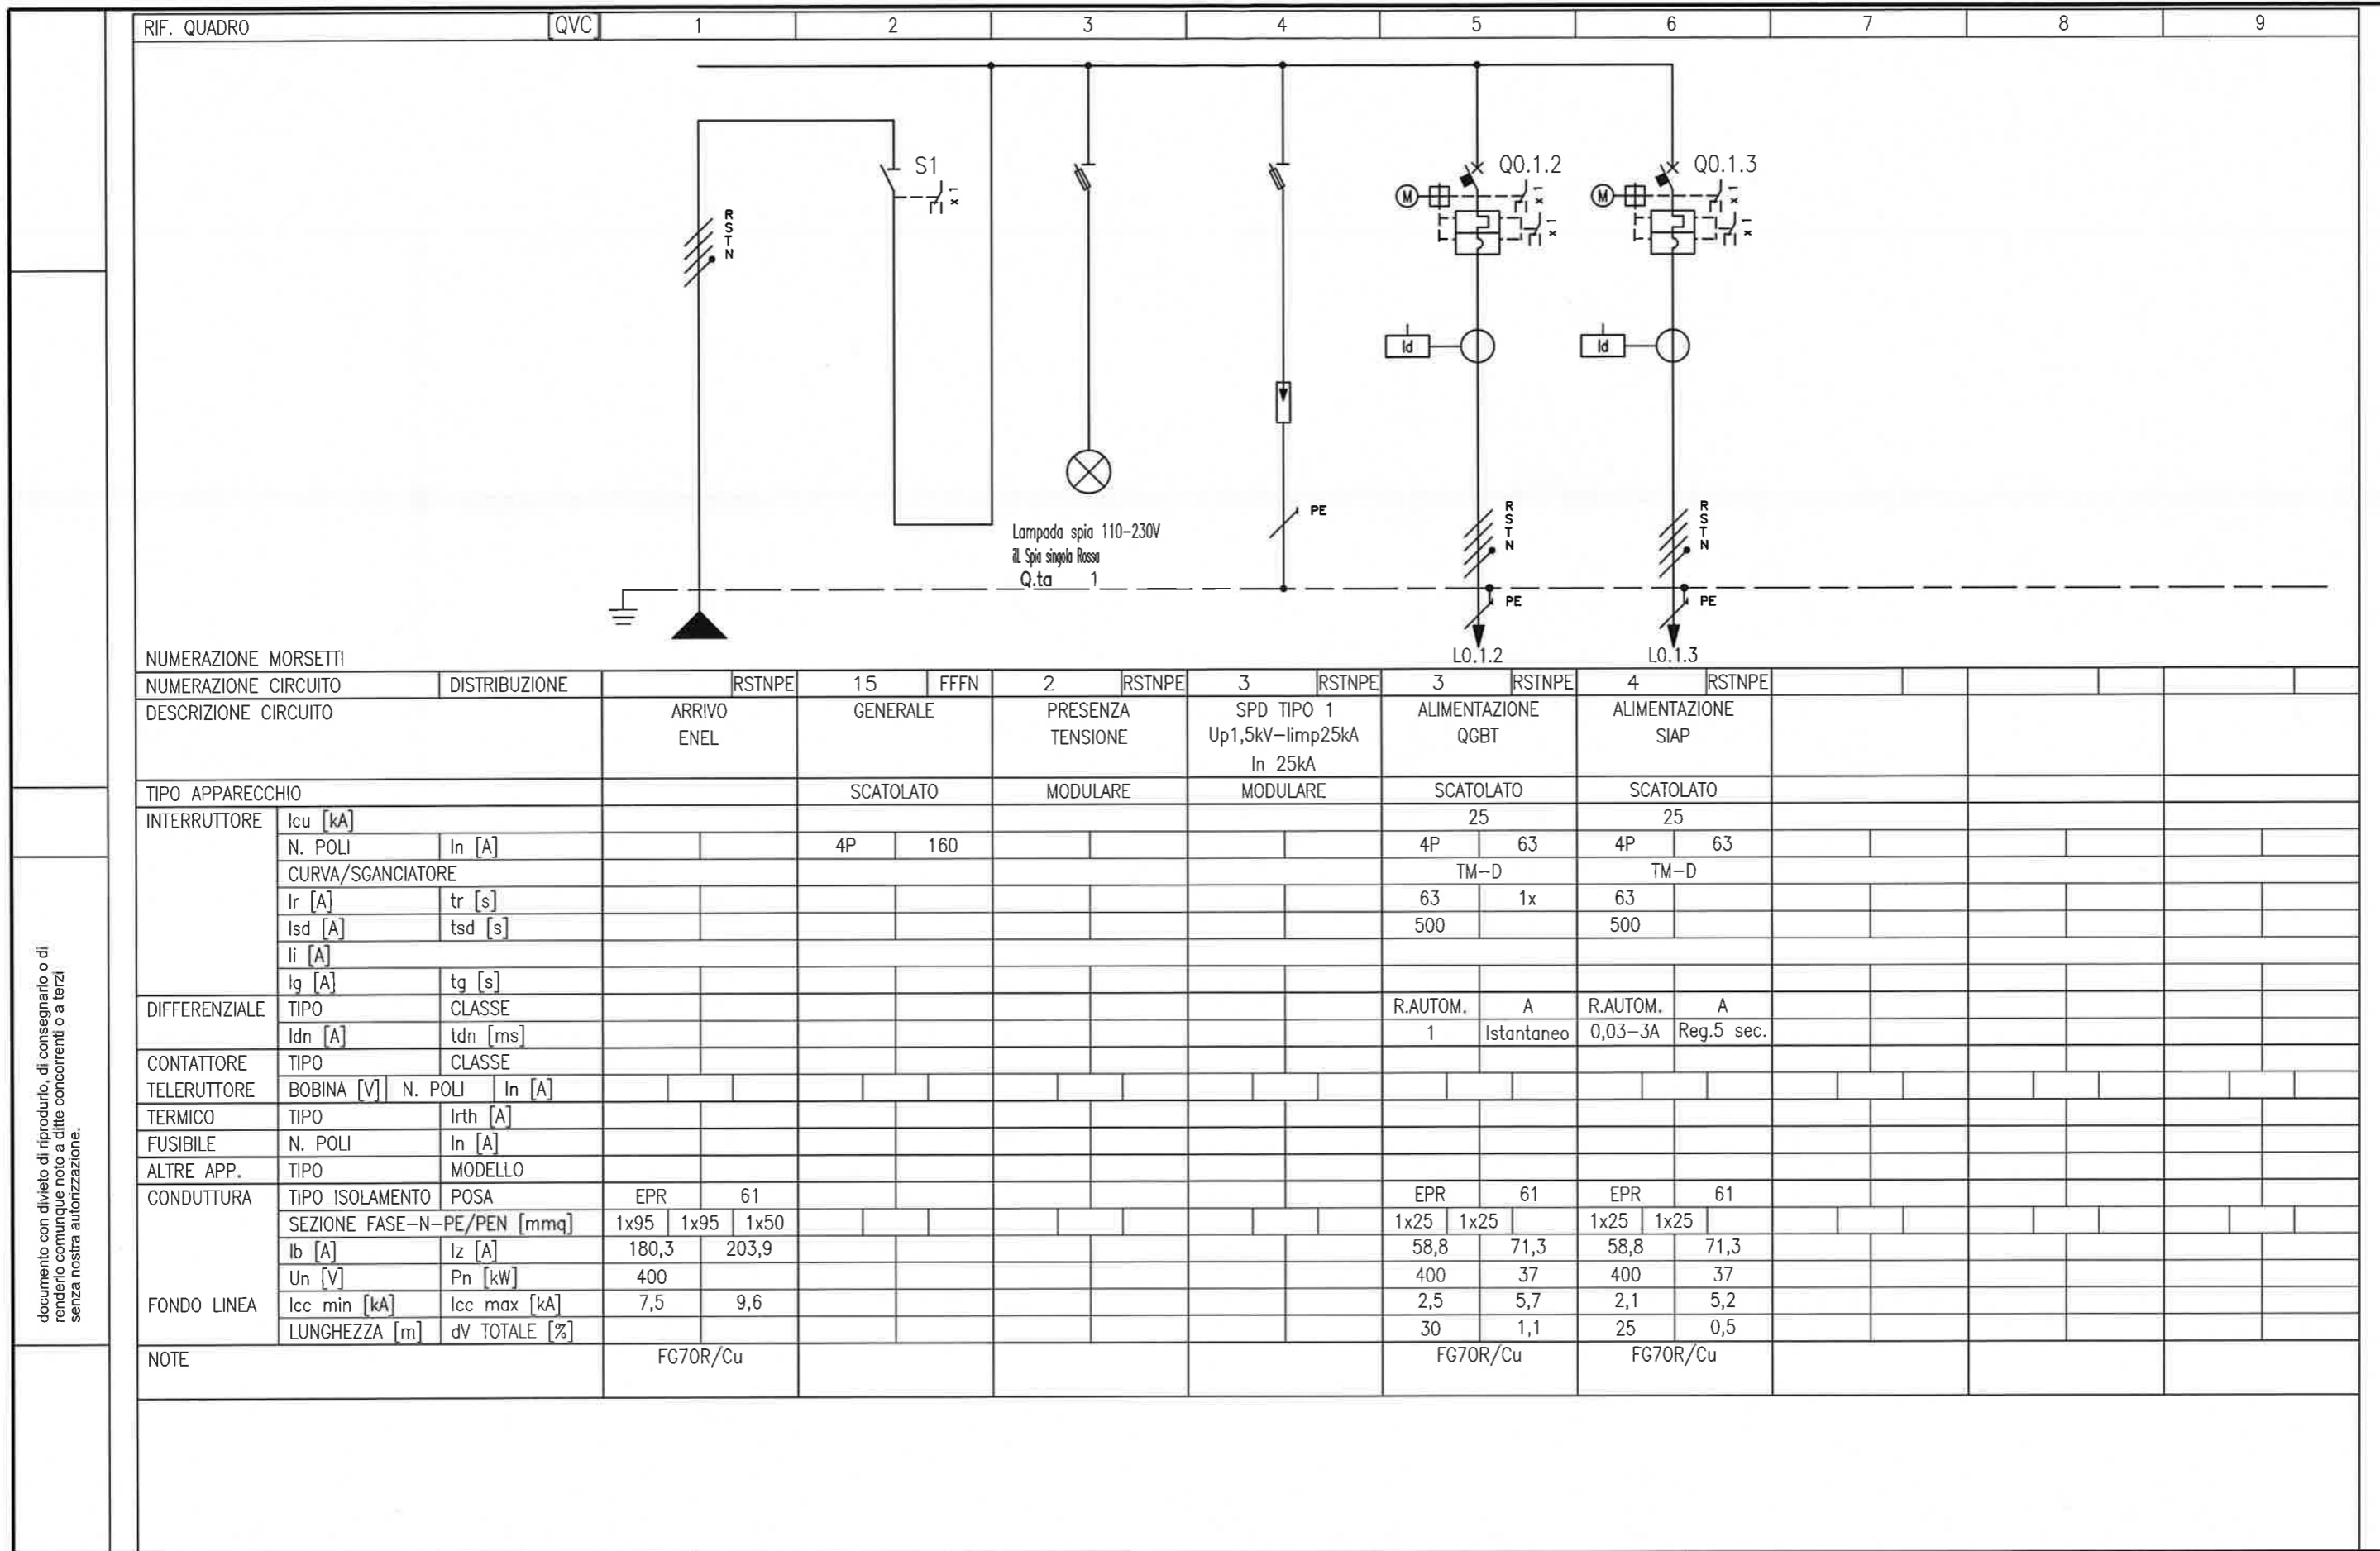 RIF. QUADRO QVC 1 2 3 4 5 6 7 8 9
S1 Q0.1.2 Q0.1.3
M M
R S T N
Id Id
PE
R S T N R S T N
Lampada spia 110-230V
Spia singola Rossa
Q.ta 1
PE PE
L0.1.2 L0.1.3
NUMERAZIONE MORSETTI
NUMERAZIONE CIRCUITO DISTRIBUZIONE RSTNPE 15 FFFN 2 RSTNPE 3 RSTNPE 3 RSTNPE 4 RSTNPE
DESCRIZIONE CIRCUITO ARRIVO GENERALE PRESENZA SPD TIPO 1 ALIMENTAZIONE ALIMENTAZIONE
ENEL TENSIONE Up1,5kV-Iimp25kA QGBT SIAP
In 25kA
TIPO APPARECCHIO SCATOLATO MODULARE MODULARE SCATOLATO SCATOLATO
INTERRUTTORE Icu [kA] 25 25
N. POLI In [A] 4P 160 4P 63 4P 63
CURVA/SGANCIATORE TM-D TM-D
Ir [A] tr [s] 63 1x 63
Isd [A] tsd [s] 500 500
Ii [A]
Ig [A] tg [s]
DIFFERENZIALE TIPO CLASSE R.AUTOM. A R.AUTOM. A
Idn [A] tdn [ms] 1 Istantaneo 0,03-3A Reg.5 sec.
CONTATTORE TIPO CLASSE
TELERUTTORE BOBINA [V] N. POLI In [A]
TERMICO TIPO Irth [A]
FUSIBILE N. POLI In [A]
ALTRE APP. TIPO MODELLO
CONDUTTURA TIPO ISOLAMENTO POSA EPR 61 EPR 61 EPR 61
SEZIONE FASE-N-PE/PEN [mmq] 1x95 1x95 1x50 1x25 1x25 1x25 1x25
Ib [A] Iz [A] 180,3 203,9 58,8 71,3 58,8 71,3
Un [V] Pn [kW] 400 400 37 400 37
FONDO LINEA Icc min [kA] Icc max [kA] 7,5 9,6 2,5 5,7 2,1 5,2
LUNGHEZZA [m] dV TOTALE [%] 30 1,1 25 0,5
NOTE FG7OR/Cu FG7OR/Cu FG7OR/Cu
documento con divieto di riprodurlo, di consegnarlo o di
renderlo comunque noto a ditte concorrenti o a terzi
senza nostra autorizzazione.